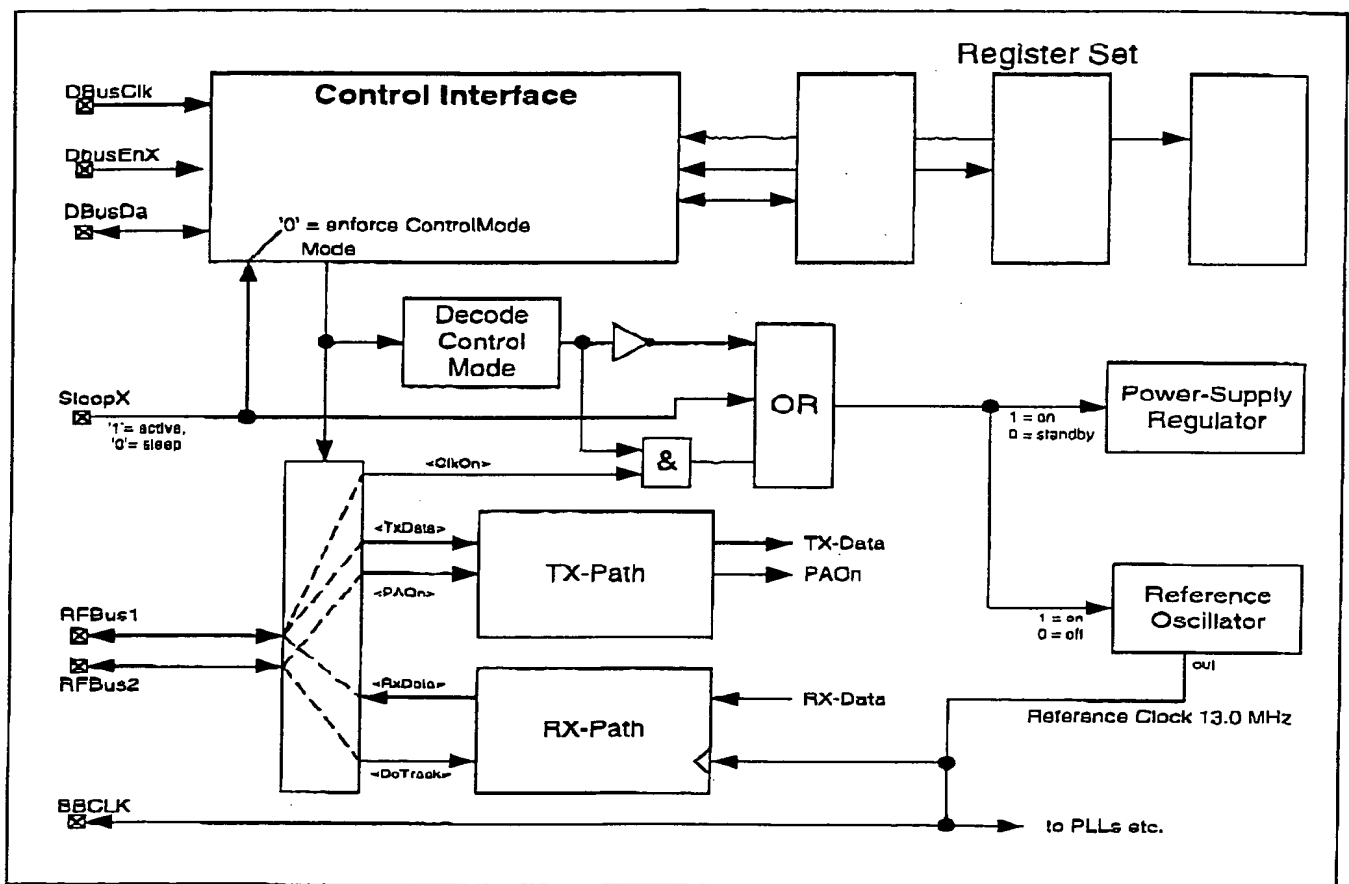 Register Set
DBusClk
Control Interface
DbusEnX
DBusDa
'0' = enforce ControlMode
Mode
Decode
Control
Mode
OR
SleepX
'1'= active,
'0'= sleep
Power-Supply
Regulator
1 = on
0 = standby
<ClkOn>
&
<TxData>
TX-Path
TX-Data
PAOn
<PAOn>
Reference
Oscillator
1 = on
0 = off
out
RFBus1
RFBus2
<RxData>
RX-Path
RX-Data
Reference Clock 13.0 MHz
<DoTrack>
BBCLK
to PLLs etc.